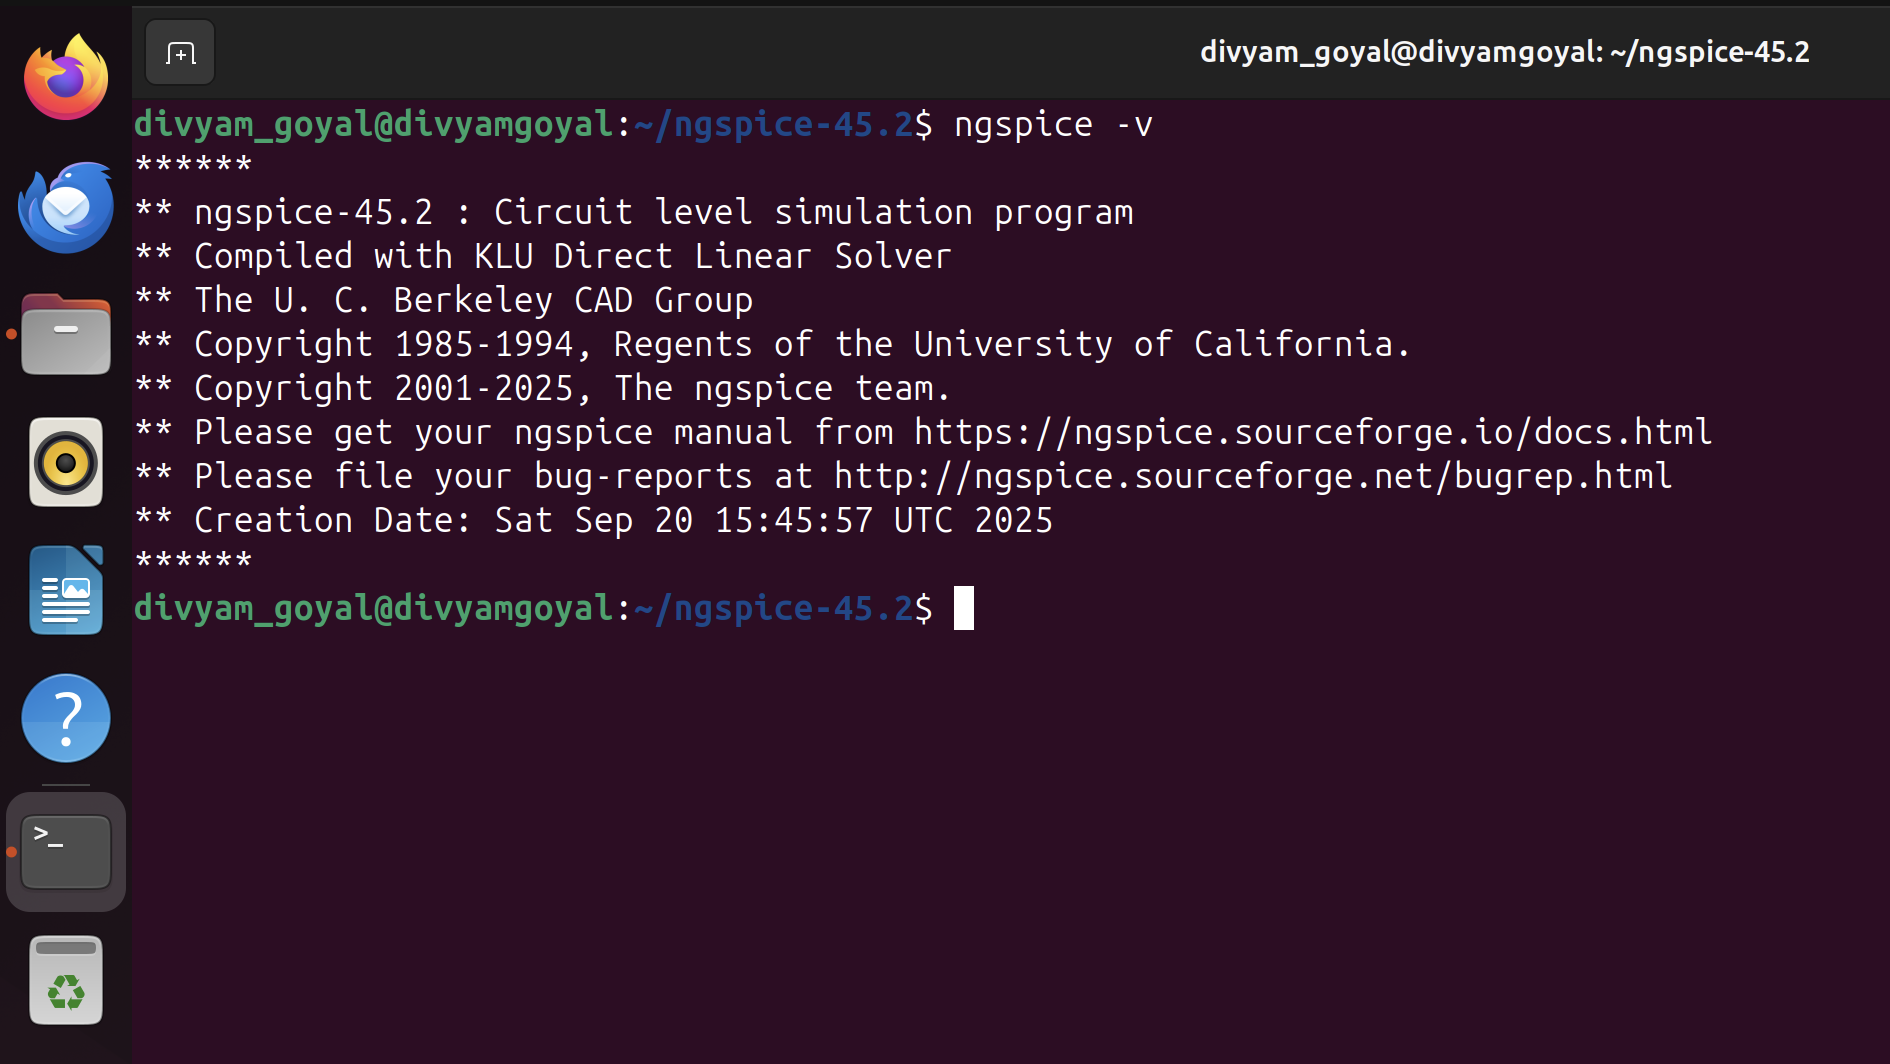 divyam_goyal@divyamgoyal: ~/ngspice-45.2
divyam_goyal@divyamgoyal:~/ngspice-45.2$ ngspice -v
******
** ngspice-45.2 : Circuit level simulation program
** Compiled with KLU Direct Linear Solver
** The U. C. Berkeley CAD Group
** Copyright 1985-1994, Regents of the University of California.
** Copyright 2001-2025, The ngspice team.
** Please get your ngspice manual from https://ngspice.sourceforge.io/docs.html
** Please file your bug-reports at http://ngspice.sourceforge.net/bugrep.html
** Creation Date: Sat Sep 20 15:45:57 UTC 2025
******
divyam_goyal@divyamgoyal:~/ngspice-45.2$